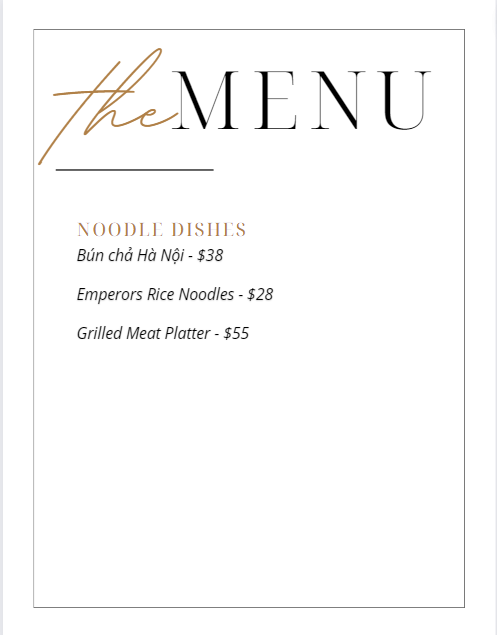 the MENU
NOODLE DISHES
Bún chả Hà Nội - $38
Emperors Rice Noodles - $28
Grilled Meat Platter - $55